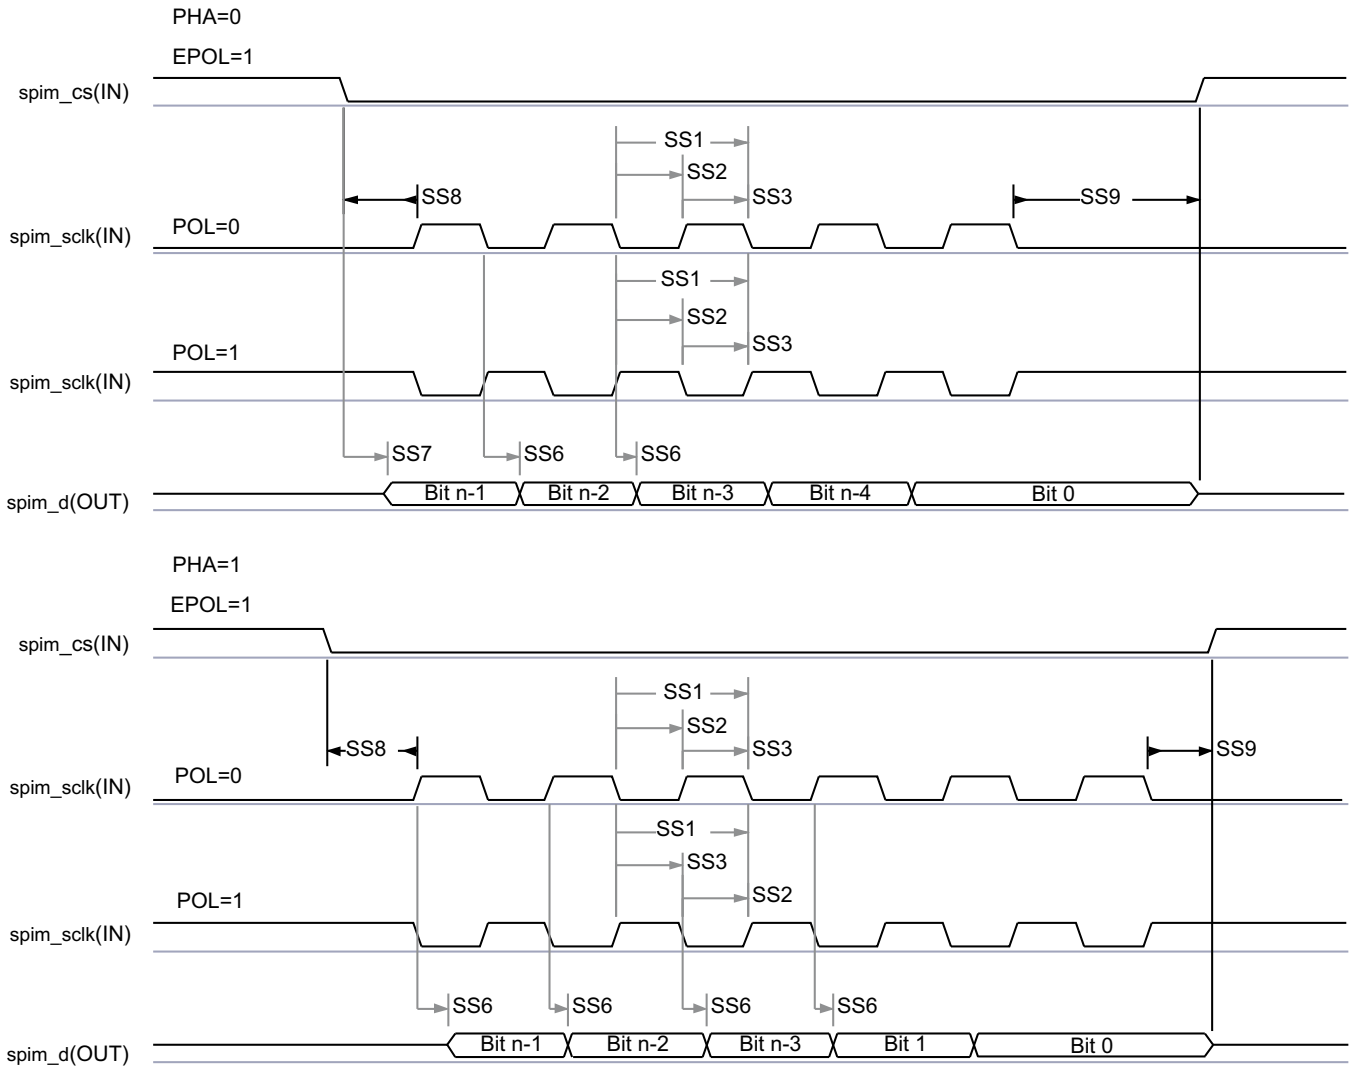 PHA=0
EPOL=1
spim_cs(IN)
SS1
SS2
SS8
SS3
SS9
POL=0
spim_sclk(IN)
SS1
SS2
SS3
POL=1
spim_sclk(IN)
SS7
SS6
SS6
spim_d(OUT)
Bit n-1
Bit n-2
Bit n-3
Bit n-4
Bit 0
PHA=1
EPOL=1
spim_cs(IN)
SS1
SS2
SS8
SS3
SS9
POL=0
spim_sclk(IN)
SS1
SS3
SS2
POL=1
spim_sclk(IN)
SS6
SS6
SS6
SS6
spim_d(OUT)
Bit n-1
Bit n-2
Bit n-3
Bit 1
Bit 0